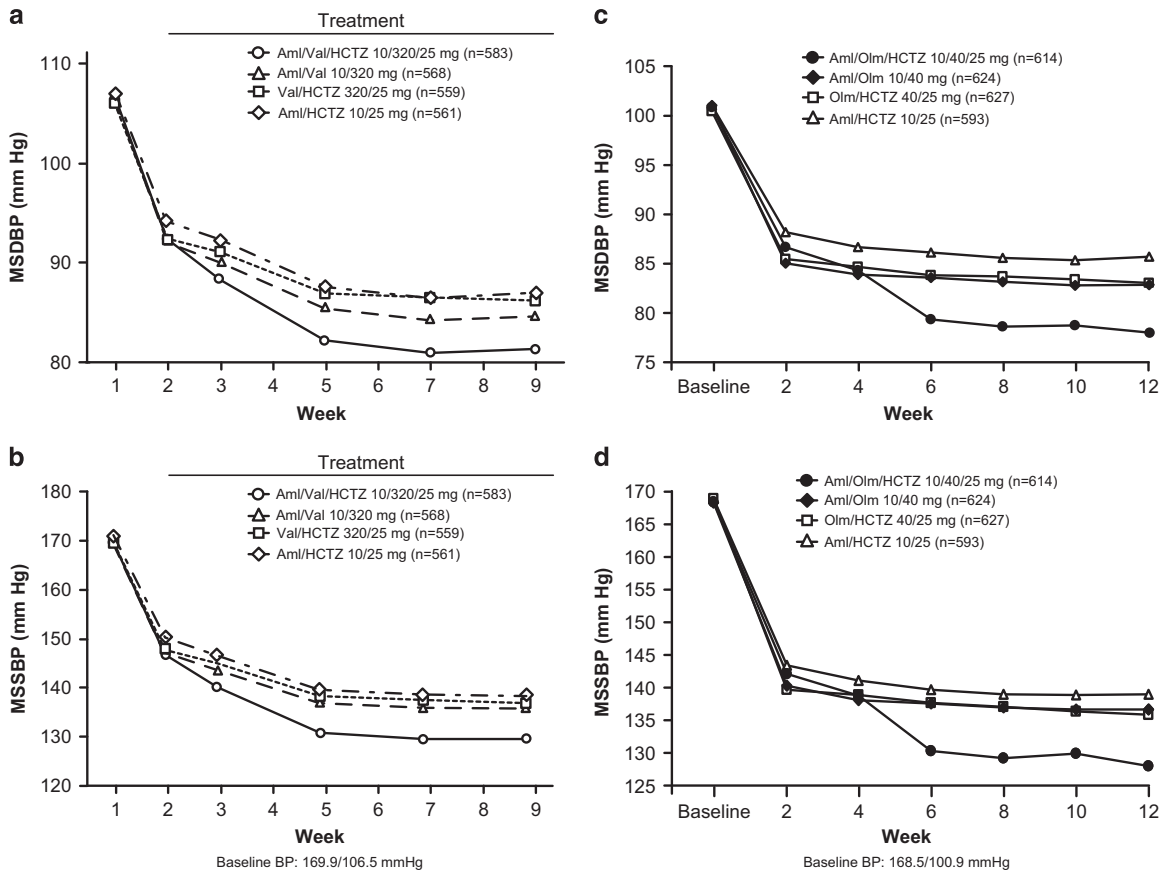 a
Treatment
Aml/Val/HCTZ 10/320/25 mg (n=583)
Aml/Val 10/320 mg (n=568)
Val/HCTZ 320/25 mg (n=559)
Aml/HCTZ 10/25 mg (n=561)
MSDBP (mm Hg)
110
100
90
80
1 2 3 4 5 6 7 8 9
Week
c
Aml/Olm/HCTZ 10/40/25 mg (n=614)
Aml/Olm 10/40 mg (n=624)
Olm/HCTZ 40/25 mg (n=627)
Aml/HCTZ 10/25 (n=593)
MSDBP (mm Hg)
105
100
95
90
85
80
75
Baseline 2 4 6 8 10 12
Week
b
Treatment
Aml/Val/HCTZ 10/320/25 mg (n=583)
Aml/Val 10/320 mg (n=568)
Val/HCTZ 320/25 mg (n=559)
Aml/HCTZ 10/25 mg (n=561)
MSSBP (mm Hg)
180
170
160
150
140
130
120
1 2 3 4 5 6 7 8 9
Week
Baseline BP: 169.9/106.5 mmHg
d
Aml/Olm/HCTZ 10/40/25 mg (n=614)
Aml/Olm 10/40 mg (n=624)
Olm/HCTZ 40/25 mg (n=627)
Aml/HCTZ 10/25 (n=593)
MSSBP (mm Hg)
170
165
160
155
150
145
140
135
130
125
Baseline 2 4 6 8 10 12
Week
Baseline BP: 168.5/100.9 mmHg